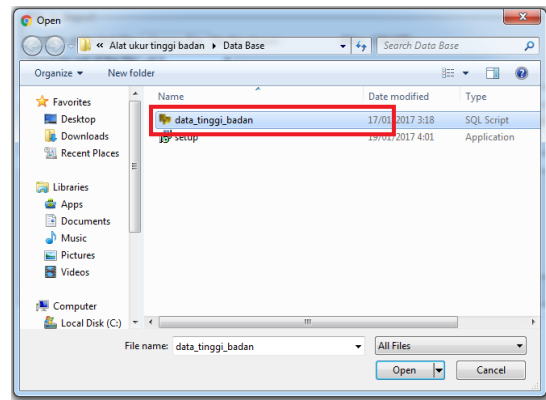 Open
« Alat ukur tinggi badan ▸ Data Base
Search Data Base
Organize ▾ New folder
Name Date modified Type
data_tinggi_badan 17/01/2017 3:18 SQL Script
setup 19/01/2017 4:01 Application
Favorites
Desktop
Downloads
Recent Places
Libraries
Apps
Documents
Music
Pictures
Videos
Computer
Local Disk (C:)
File name: data_tinggi_badan All Files
Open Cancel